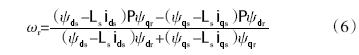 ω_r = ((ψ_ds−L_s i_ds)Pψ_qr−(ψ_qs−L_s i_qs)Pψ_dr) / ((ψ_ds−L_s i_ds)ψ_dr+(ψ_qs−L_s i_qs)ψ_qr) (6)